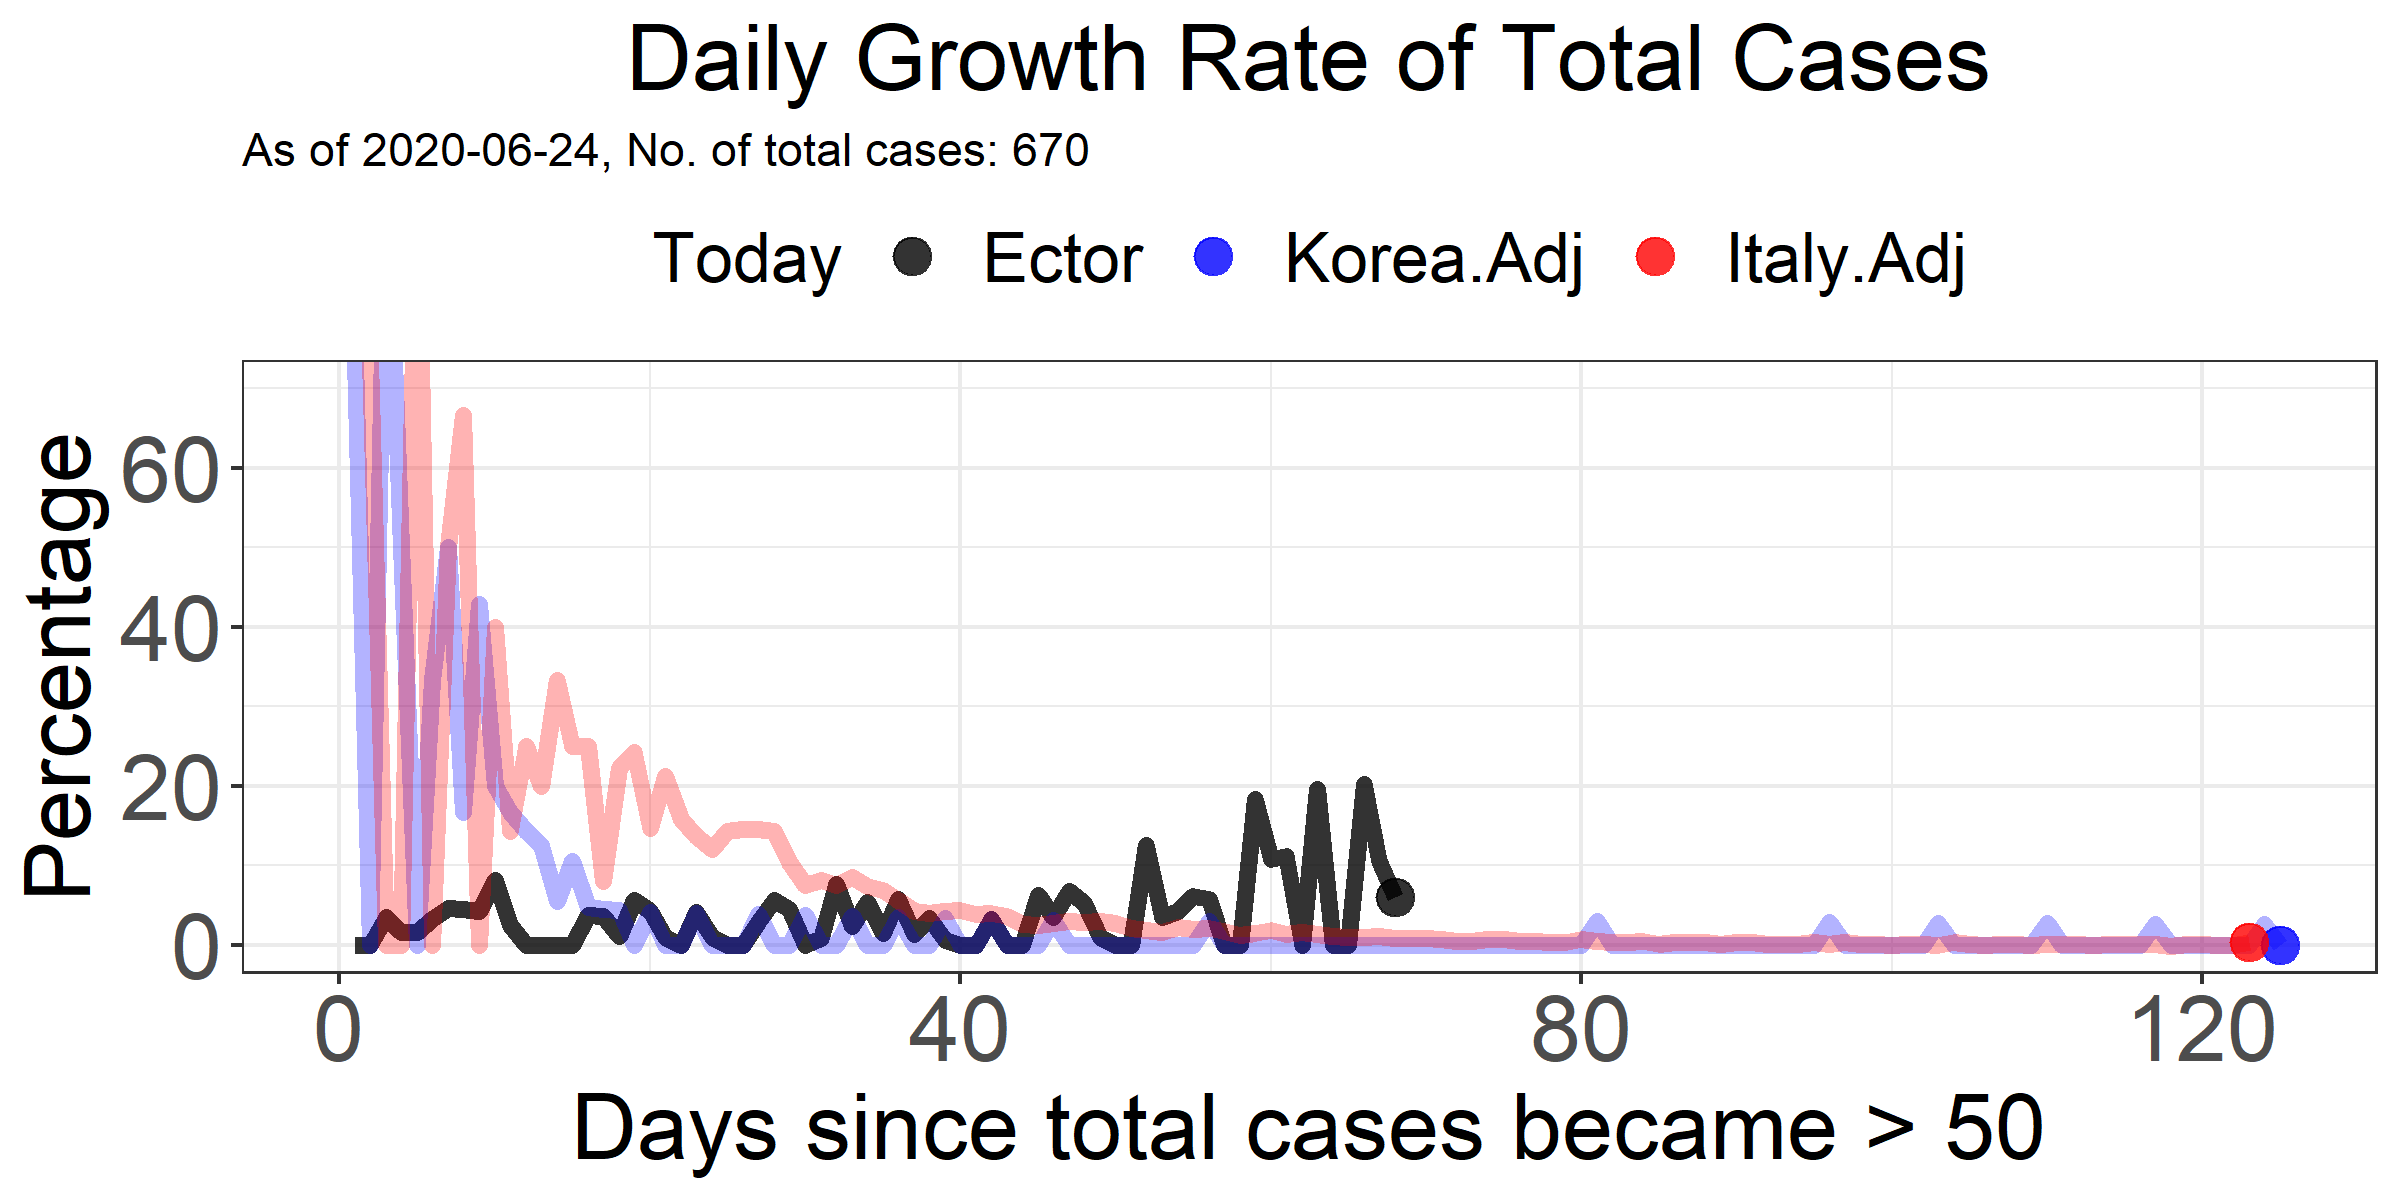 Daily Growth Rate of Total Cases
As of 2020-06-24, No. of total cases: 670
Today Ector Korea.Adj Italy.Adj
Percentage
60
40
20
0
0 40 80 120
Days since total cases became > 50